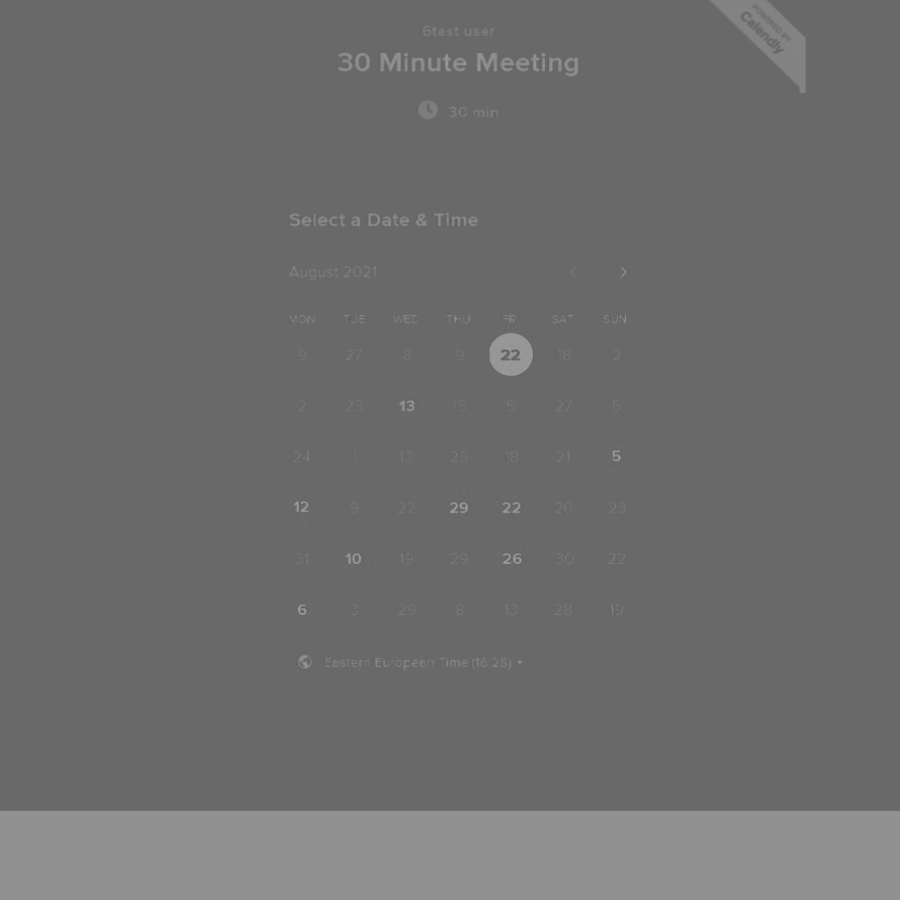 6test user
POWERED BY
Calendly
30 Minute Meeting
30 min
Select a Date & Time
August 2021
MON TUE WED THU FR SAT SUN
9 27 8 9 22 18 2
2 25 13 15 5 27 5
24 1 13 25 18 21 5
12 9 22 29 22 20 23
31 10 19 29 26 30 22
6 3 29 8 13 28 19
Eastern European Time (16:28)